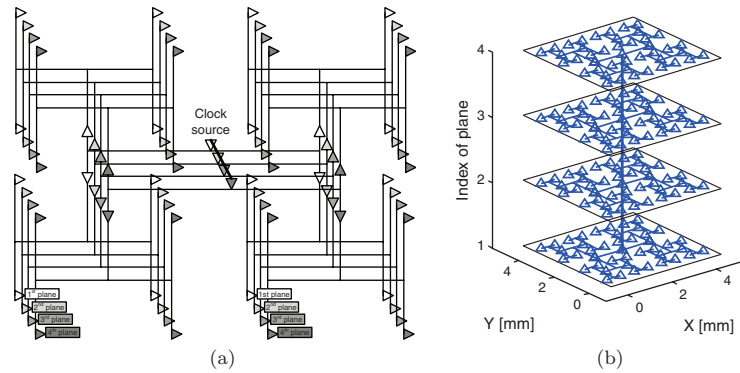 Clock
source
1st plane
2nd plane
3rd plane
4th plane
1st plane
2nd plane
3rd plane
4th plane
(a)
Index of plane
4
3
2
1
4
2
0
Y [mm]
0
2
4
X [mm]
(b)